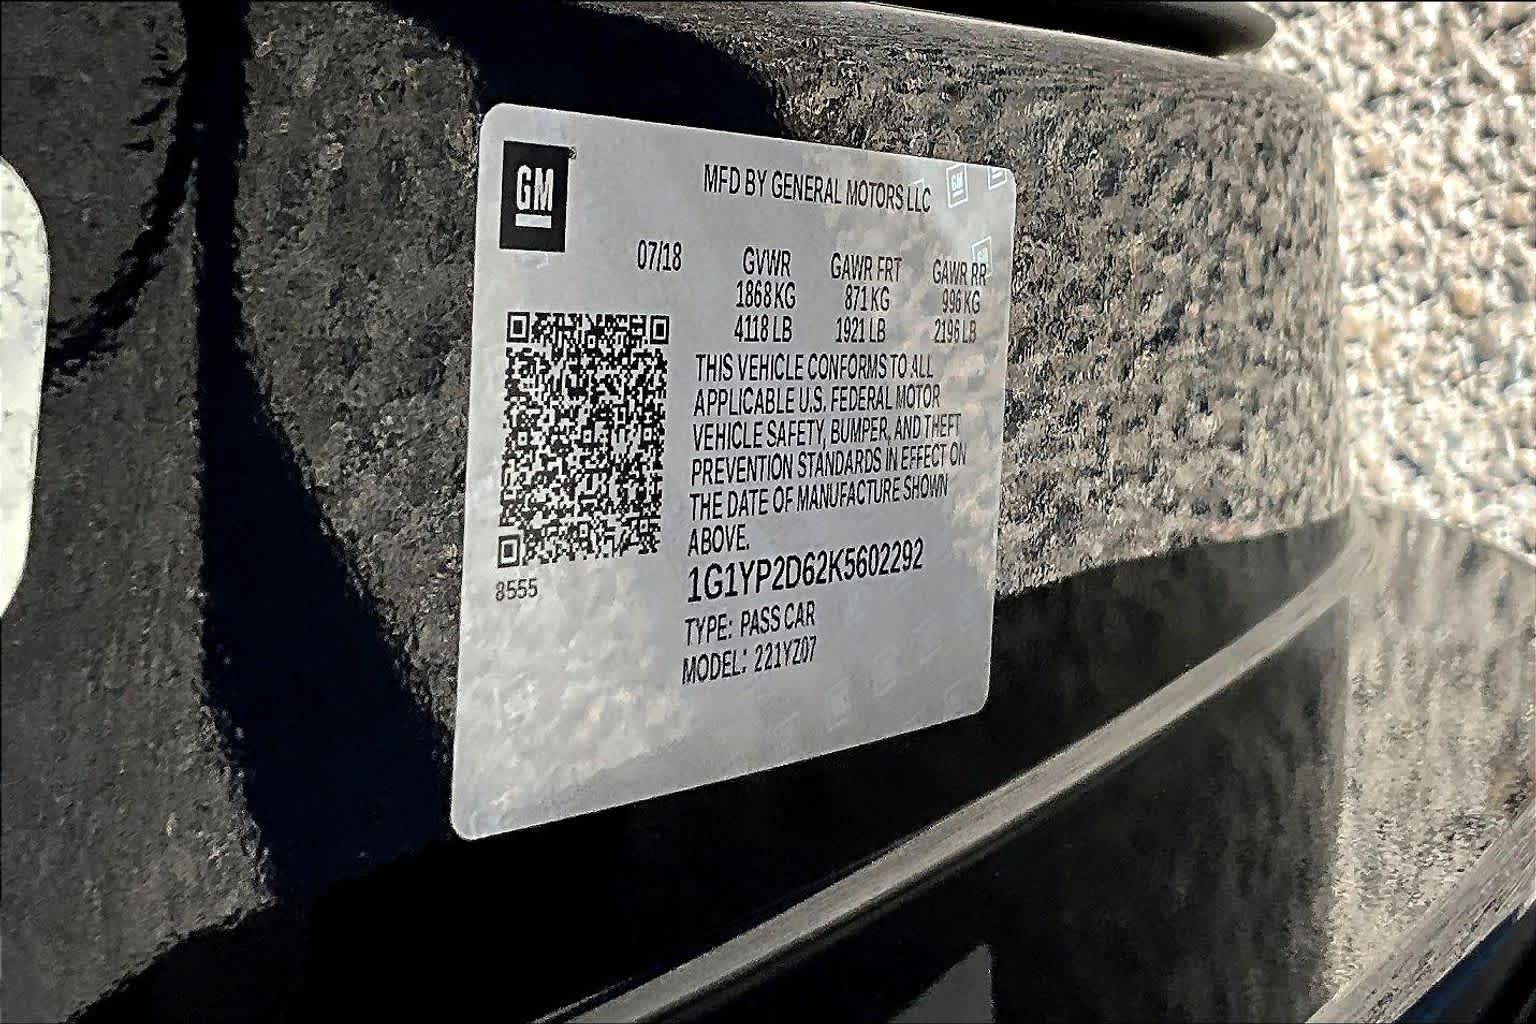 GM
MFD BY GENERAL MOTORS LLC
07/18 GVWR GAWR FRT GAWR RR
1868 KG 871 KG 996 KG
4118 LB 1921 LB 2196 LB
THIS VEHICLE CONFORMS TO ALL
APPLICABLE U.S. FEDERAL MOTOR
VEHICLE SAFETY, BUMPER, AND THEFT
PREVENTION STANDARDS IN EFFECT ON
THE DATE OF MANUFACTURE SHOWN
ABOVE.
1G1YP2D62K5602292
8555
TYPE: PASS CAR
MODEL: 221YZ07